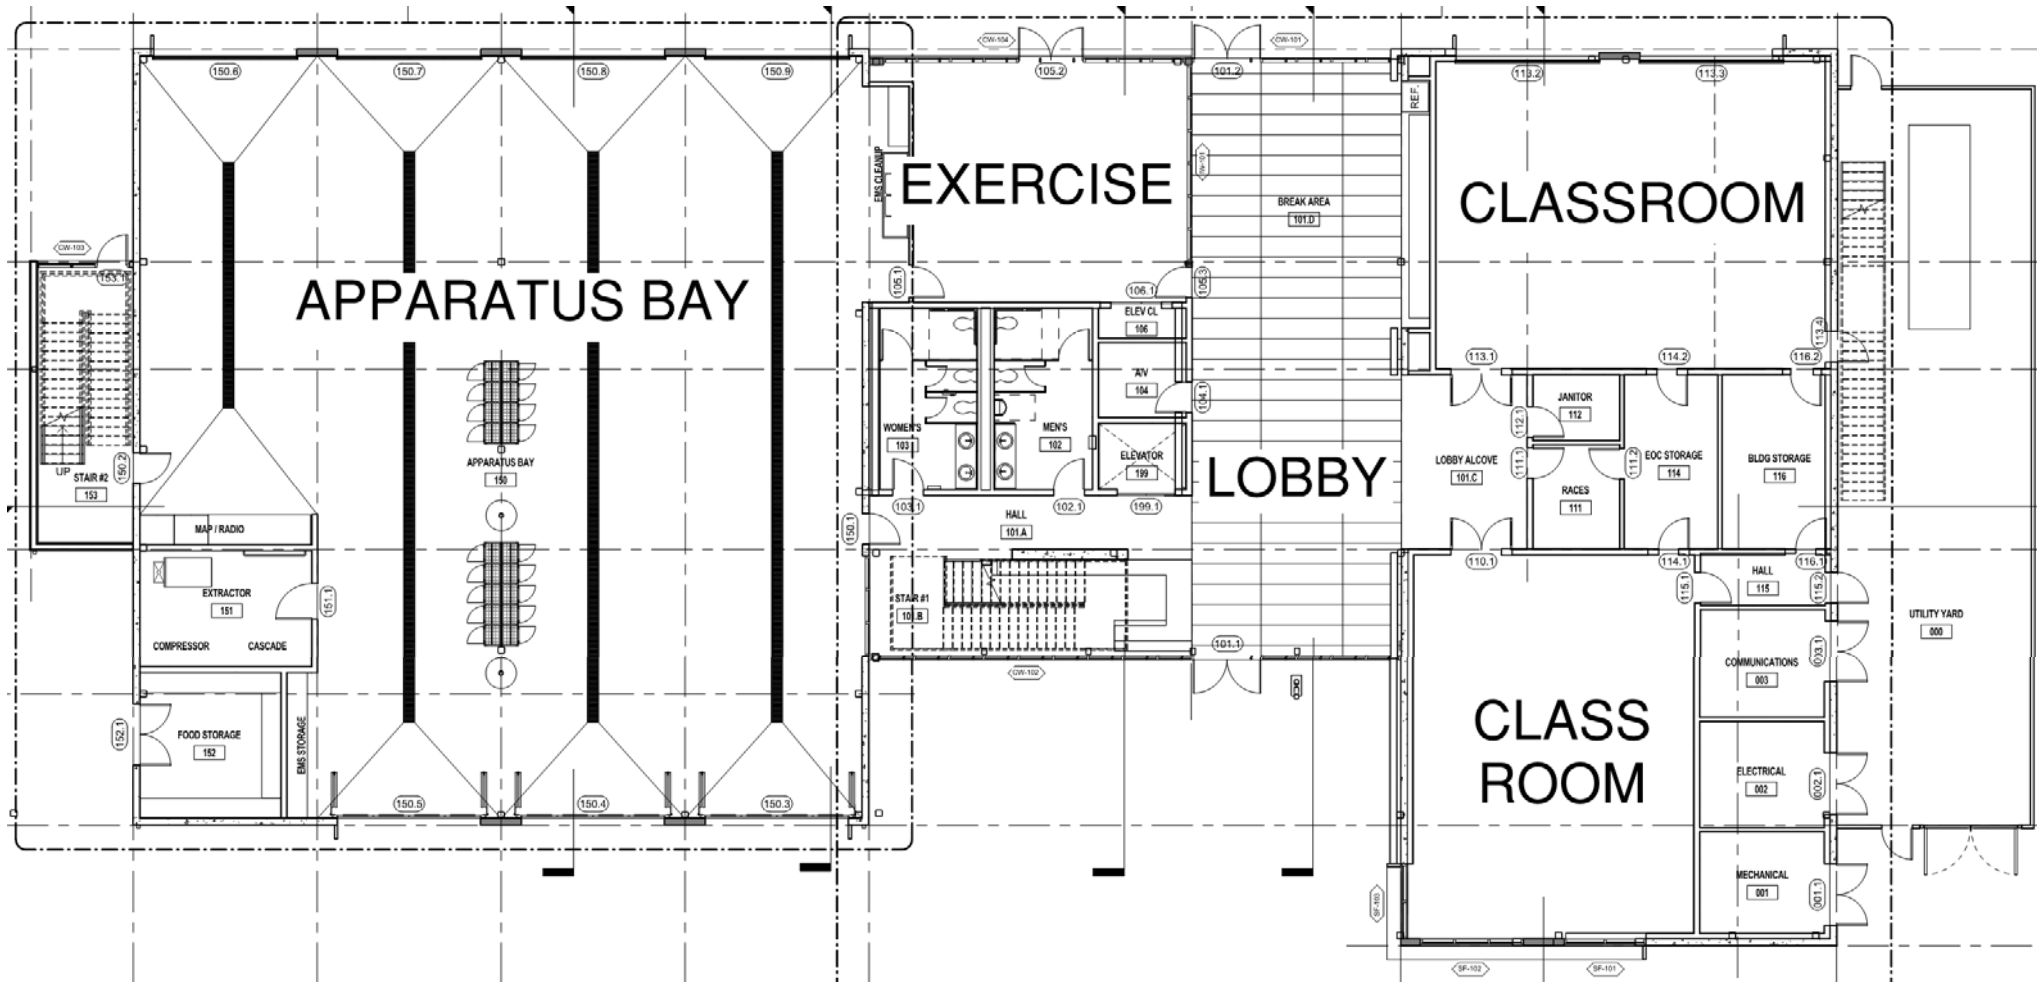 CW-104
CW-101
150.6
150.7
150.8
150.9
105.2
101.2
113.2
113.3
REF.
EMS CLEANUP
EXERCISE
CW-101
BREAK AREA
101.D
CLASSROOM
CW-103
153.1
105.1
105.3
106.1
APPARATUS BAY
ELEV CL
106
113.4
113.1
114.2
116.2
A/V
104
104.1
JANITOR
112
112.1
WOMEN'S
103
MEN'S
102
ELEVATOR
199
LOBBY
LOBBY ALCOVE
101.C
111.1
111.2
EOC STORAGE
114
BLDG STORAGE
116
UP
STAIR #2
153
150.2
APPARATUS BAY
150
RACES
111
103.1
102.1
199.1
HALL
101.A
150.1
MAP / RADIO
110.1
114.1
116.1
115.1
HALL
115
115.2
EXTRACTOR
151
151.1
STAIR #1
101.B
COMPRESSOR
CASCADE
101.1
CW-102
UTILITY YARD
000
COMMUNICATIONS
003
003.1
152.1
FOOD STORAGE
152
EMS STORAGE
CLASS
ROOM
ELECTRICAL
002
002.1
150.5
150.4
150.3
MECHANICAL
001
001.1
SF-103
SF-102
SF-101